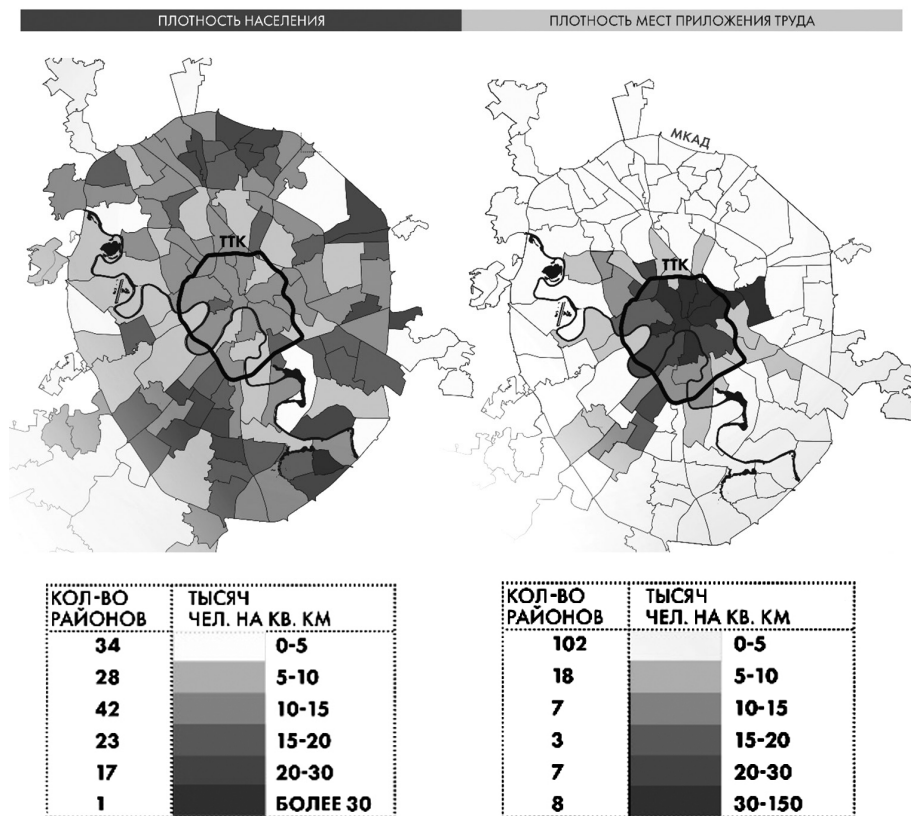 ПЛОТНОСТЬ НАСЕЛЕНИЯ
ПЛОТНОСТЬ МЕСТ ПРИЛОЖЕНИЯ ТРУДА
ТТК
МКАД
ТТК
КОЛ-ВО РАЙОНОВ
ТЫСЯЧ ЧЕЛ. НА КВ. КМ
34 0-5
28 5-10
42 10-15
23 15-20
17 20-30
1 БОЛЕЕ 30
КОЛ-ВО РАЙОНОВ
ТЫСЯЧ ЧЕЛ. НА КВ. КМ
102 0-5
18 5-10
7 10-15
3 15-20
7 20-30
8 30-150